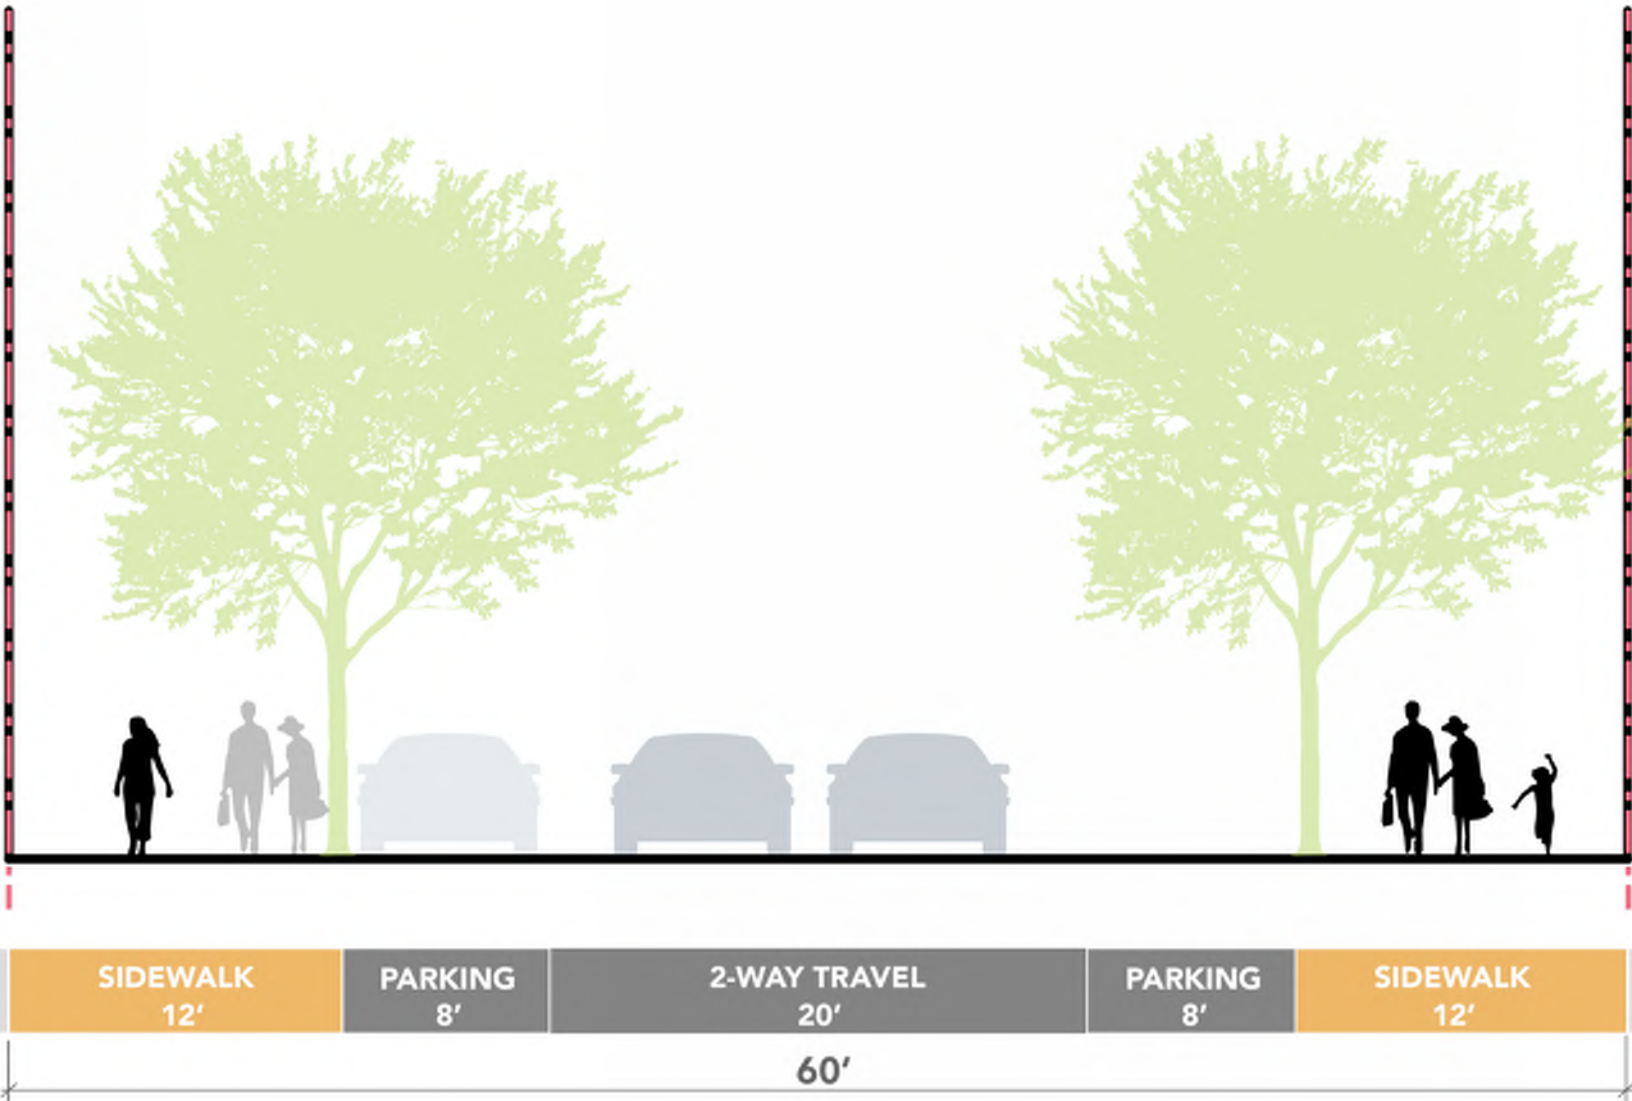 SIDEWALK
12′
PARKING
8′
2-WAY TRAVEL
20′
PARKING
8′
SIDEWALK
12′
60′